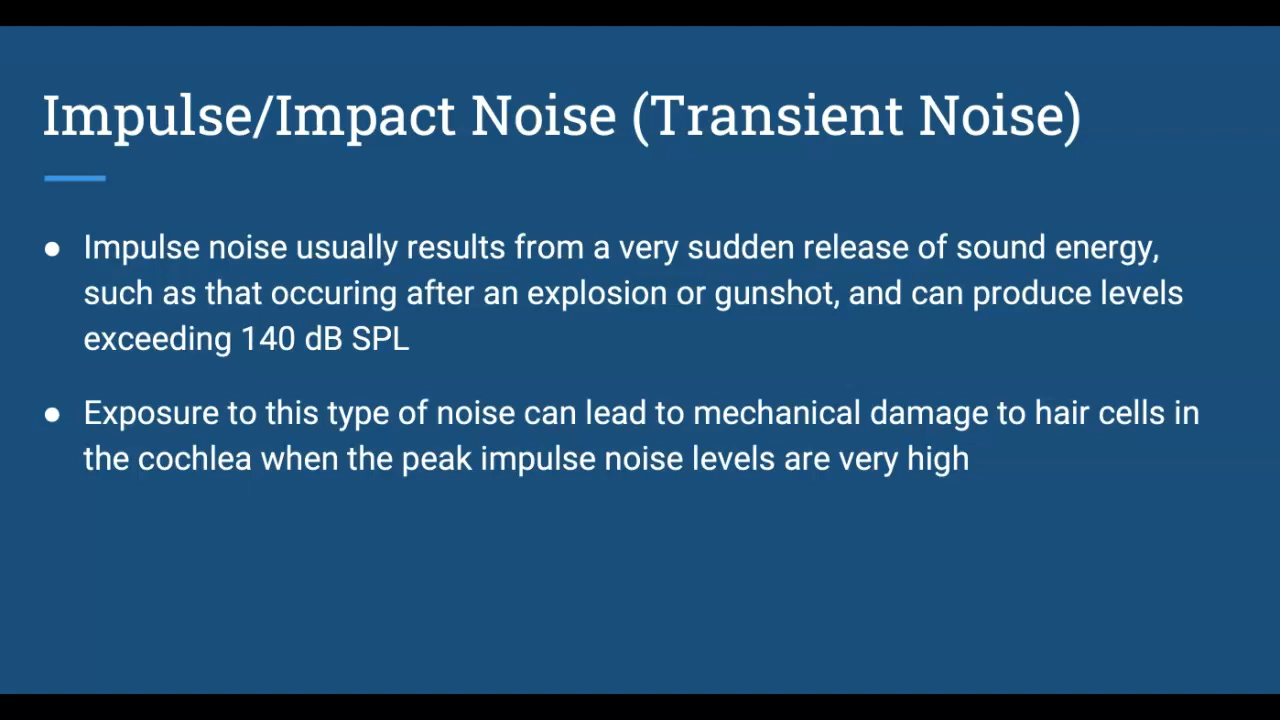 Impulse/Impact Noise (Transient Noise)
● Impulse noise usually results from a very sudden release of sound energy,
such as that occuring after an explosion or gunshot, and can produce levels
exceeding 140 dB SPL
● Exposure to this type of noise can lead to mechanical damage to hair cells in
the cochlea when the peak impulse noise levels are very high